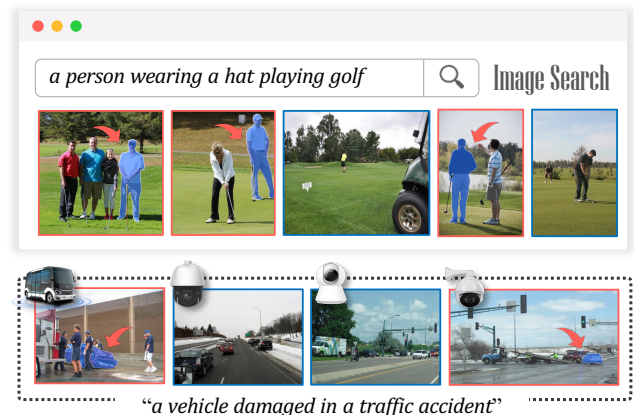 a person wearing a hat playing golf
Image Search
“a vehicle damaged in a traffic accident”